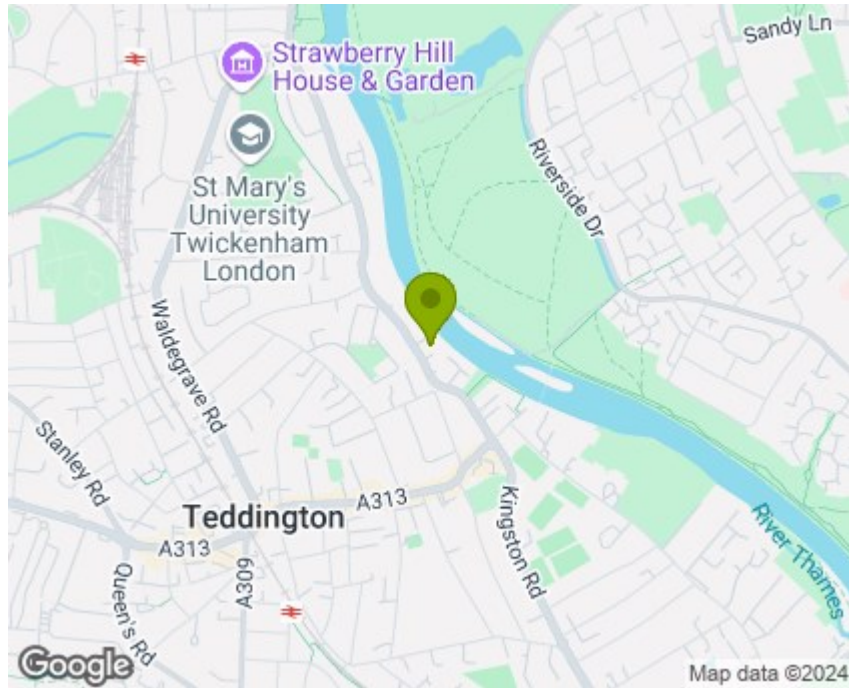 Sandy Ln
Strawberry Hill
House & Garden
St Mary's
University
Twickenham
London
Riverside Dr
Waldegrave Rd
Stanley Rd
A313
Teddington
Kingston Rd
A313
A309
Queen's Rd
River Thames
Google
Map data ©2024